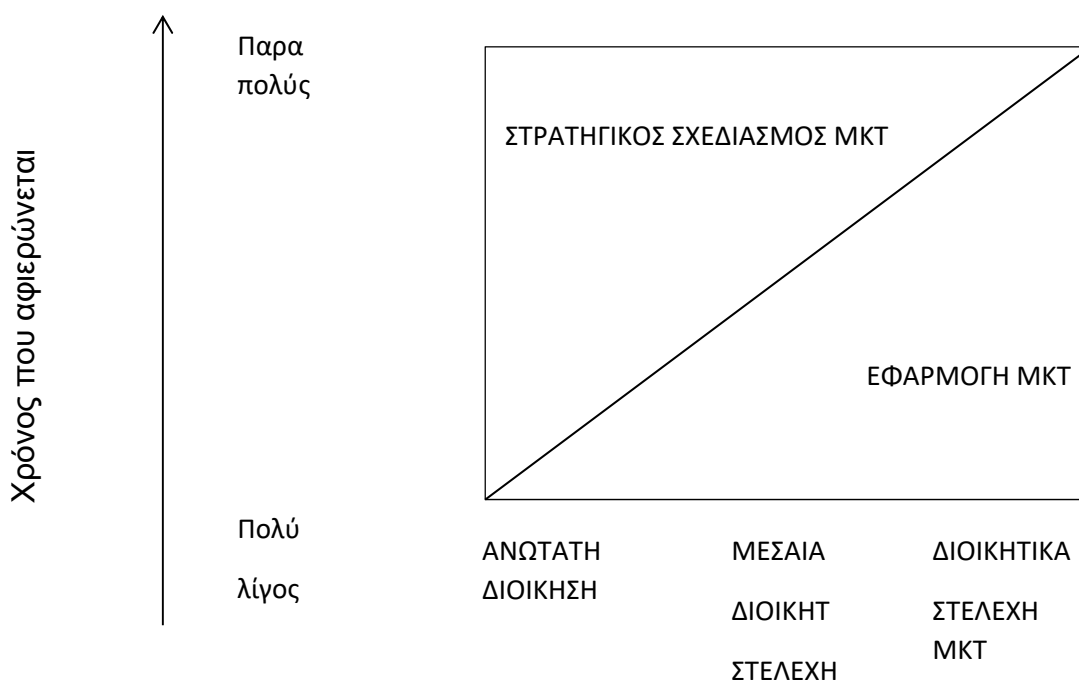 Χρόνος που αφιερώνεται
Παρα
πολύς
ΣΤΡΑΤΗΓΙΚΟΣ ΣΧΕΔΙΑΣΜΟΣ ΜΚΤ
ΕΦΑΡΜΟΓΗ ΜΚΤ
Πολύ
λίγος
ΑΝΩΤΑΤΗ
ΔΙΟΙΚΗΣΗ
ΜΕΣΑΙΑ
ΔΙΟΙΚΗΤ
ΣΤΕΛΕΧΗ
ΔΙΟΙΚΗΤΙΚΑ
ΣΤΕΛΕΧΗ
ΜΚΤ